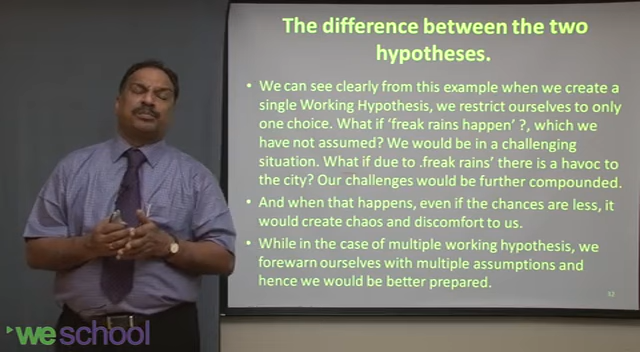 The difference between the two
hypotheses.
• We can see clearly from this example when we create a
single Working Hypothesis, we restrict ourselves to only
one choice. What if ‘freak rains happen’ ?, which we
have not assumed? We would be in a challenging
situation. What if due to .freak rains’ there is a havoc to
the city? Our challenges would be further compounded.
• And when that happens, even if the chances are less, it
would create chaos and discomfort to us.
• While in the case of multiple working hypothesis, we
forewarn ourselves with multiple assumptions and
hence we would be better prepared.
32
we school